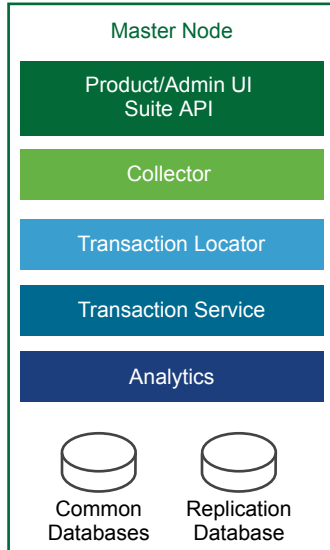 Master Node
Product/Admin UI
Suite API
Collector
Transaction Locator
Transaction Service
Analytics
Common
Databases
Replication
Database